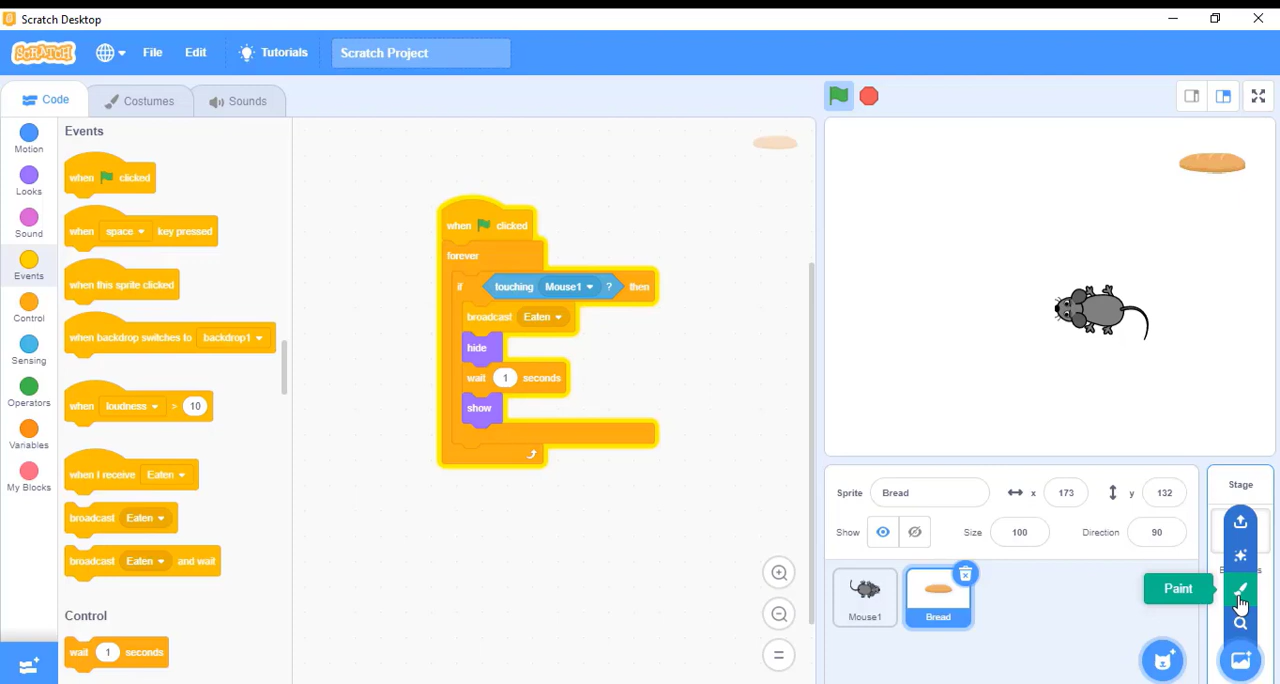 Scratch Desktop
SCRATCH File Edit Tutorials Scratch Project
Code Costumes Sounds
Motion
Looks
Sound
Events
Control
Sensing
Operators
Variables
My Blocks
Events
when clicked
when space key pressed
when this sprite clicked
when backdrop switches to backdrop1
when loudness > 10
when I receive Eaten
broadcast Eaten
broadcast Eaten and wait
Control
wait 1 seconds
when clicked
forever
if touching Mouse1 ? then
broadcast Eaten
hide
wait 1 seconds
show
Sprite Bread x 173 y 132
Show Size 100 Direction 90
Mouse1
Bread
Stage
Paint